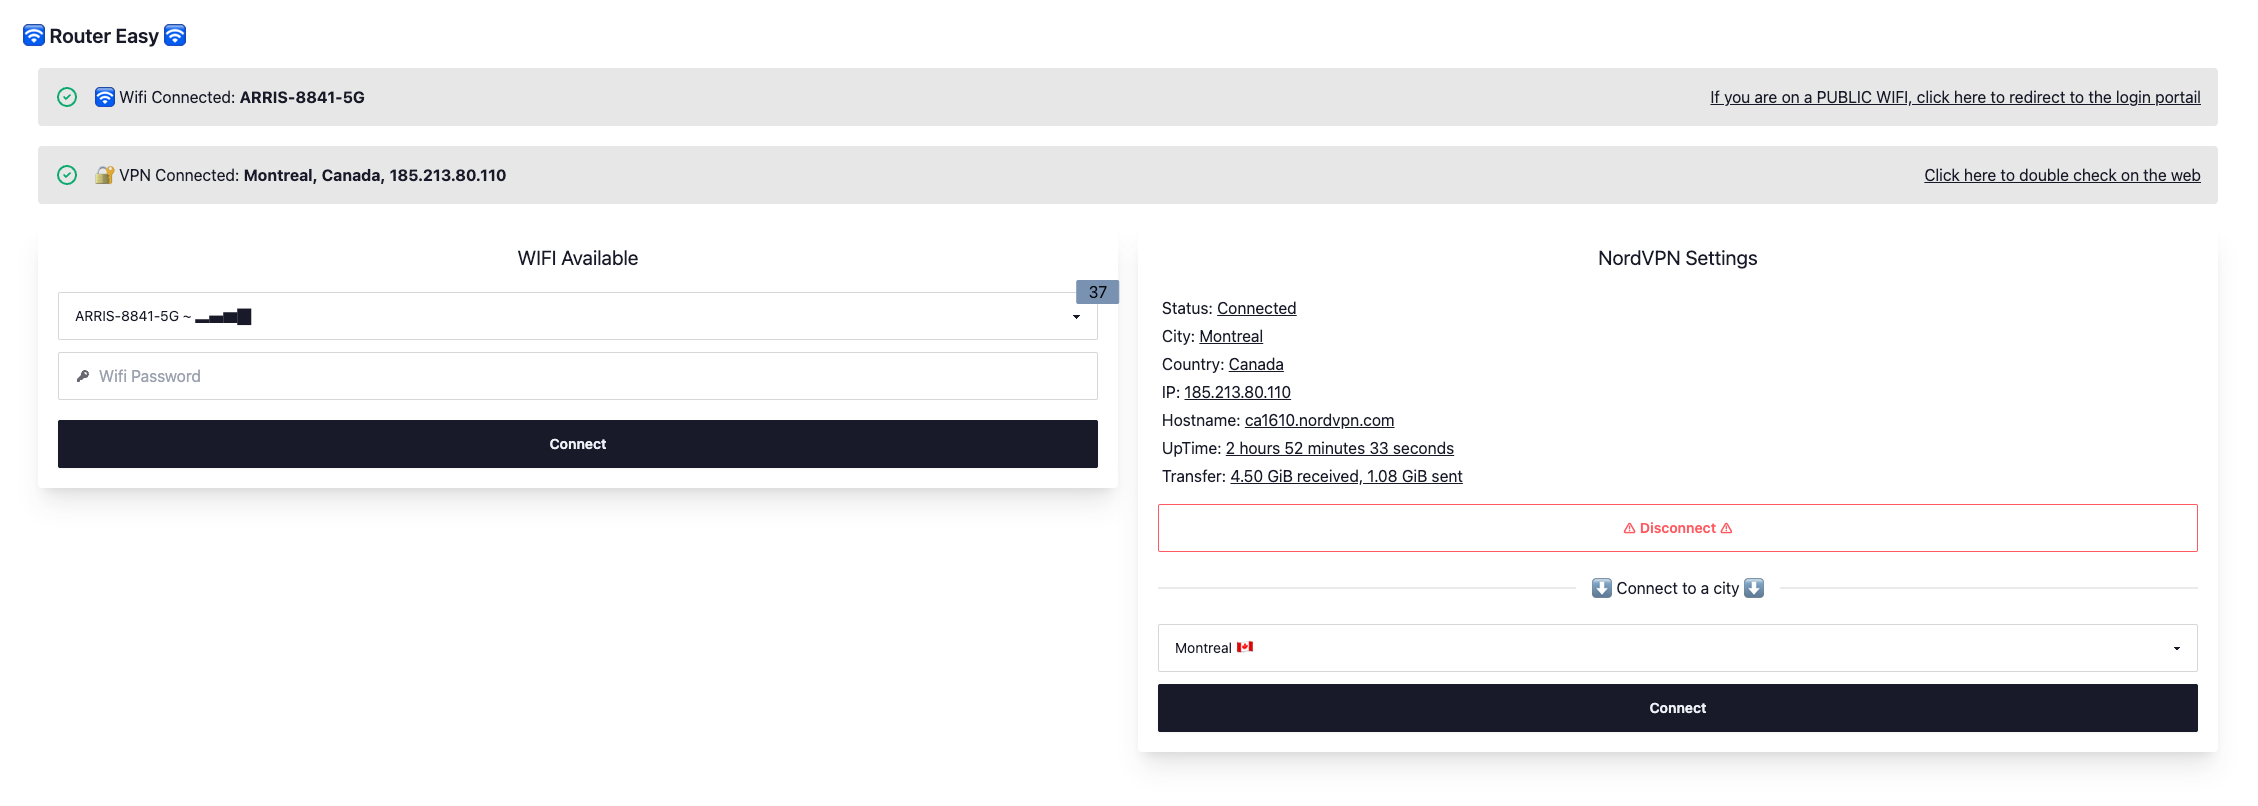 Router Easy
Wifi Connected: ARRIS-8841-5G
If you are on a PUBLIC WIFI, click here to redirect to the login portail
VPN Connected: Montreal, Canada, 185.213.80.110
Click here to double check on the web
WIFI Available
37
ARRIS-8841-5G ~ ▂▄▆█
Wifi Password
Connect
NordVPN Settings
Status: Connected
City: Montreal
Country: Canada
IP: 185.213.80.110
Hostname: ca1610.nordvpn.com
UpTime: 2 hours 52 minutes 33 seconds
Transfer: 4.50 GiB received, 1.08 GiB sent
⚠ Disconnect ⚠
⬇️ Connect to a city ⬇️
Montreal 🇨🇦
Connect